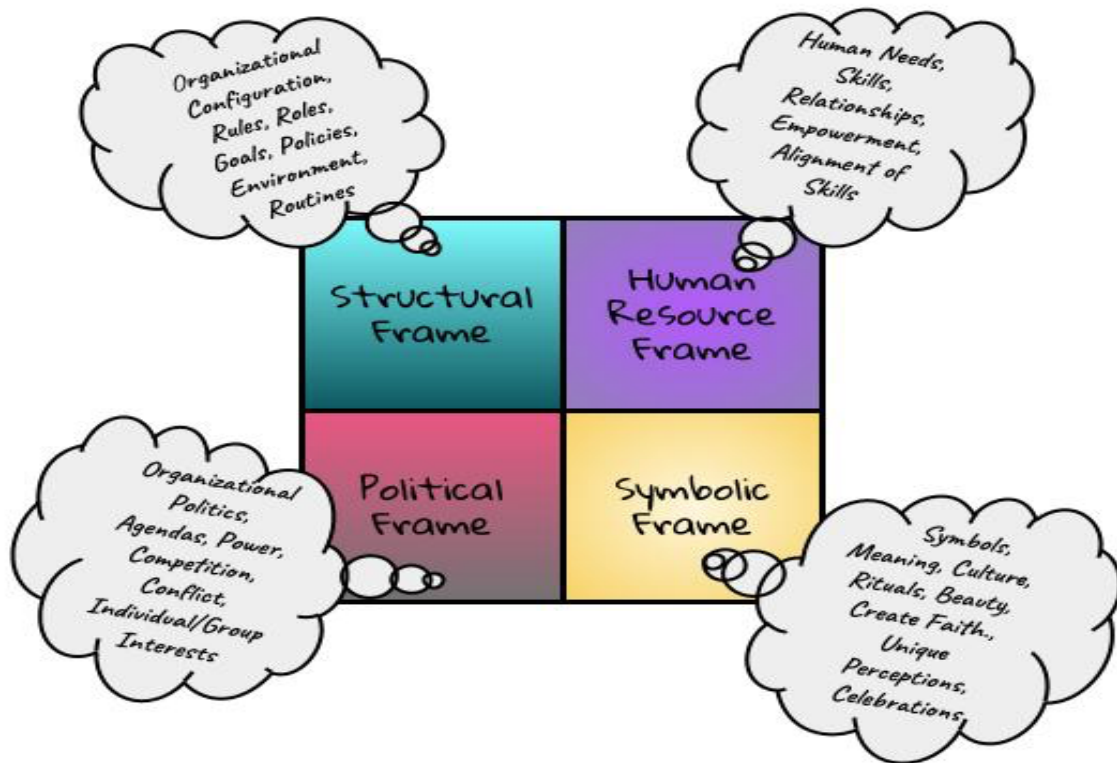 Organizational
Configuration,
Rules, Roles,
Goals, Policies,
Environment,
Routines
Human Needs,
Skills,
Relationships,
Empowerment,
Alignment of
Skills
Structural
Frame
Human
Resource
Frame
Political
Frame
Symbolic
Frame
Organizational
Politics,
Agendas, Power,
Competition,
Conflict,
Individual/Group
Interests
Symbols,
Meaning, Culture,
Rituals, Beauty,
Create Faith.,
Unique
Perceptions,
Celebrations